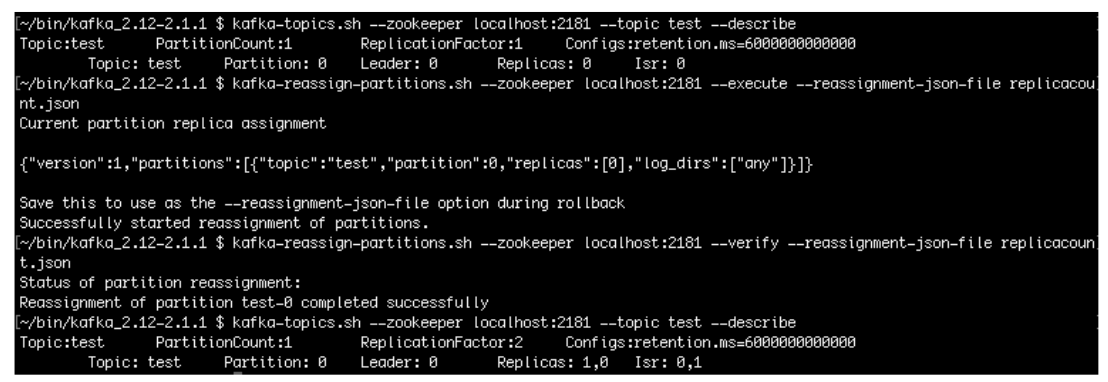 [~/bin/kafka_2.12-2.1.1 $ kafka-topics.sh --zookeeper localhost:2181 --topic test --describe ]
Topic:test PartitionCount:1 ReplicationFactor:1 Configs:retention.ms=6000000000000
Topic: test Partition: 0 Leader: 0 Replicas: 0 Isr: 0
[~/bin/kafka_2.12-2.1.1 $ kafka-reassign-partitions.sh --zookeeper localhost:2181 --execute --reassignment-json-file replicacou]
nt.json
Current partition replica assignment
{"version":1,"partitions":[{"topic":"test","partition":0,"replicas":[0],"log_dirs":["any"]}]}
Save this to use as the --reassignment-json-file option during rollback
Successfully started reassignment of partitions.
[~/bin/kafka_2.12-2.1.1 $ kafka-reassign-partitions.sh --zookeeper localhost:2181 --verify --reassignment-json-file replicacoun]
t.json
Status of partition reassignment:
Reassignment of partition test-0 completed successfully
[~/bin/kafka_2.12-2.1.1 $ kafka-topics.sh --zookeeper localhost:2181 --topic test --describe ]
Topic:test PartitionCount:1 ReplicationFactor:2 Configs:retention.ms=6000000000000
Topic: test Partition: 0 Leader: 0 Replicas: 1,0 Isr: 0,1